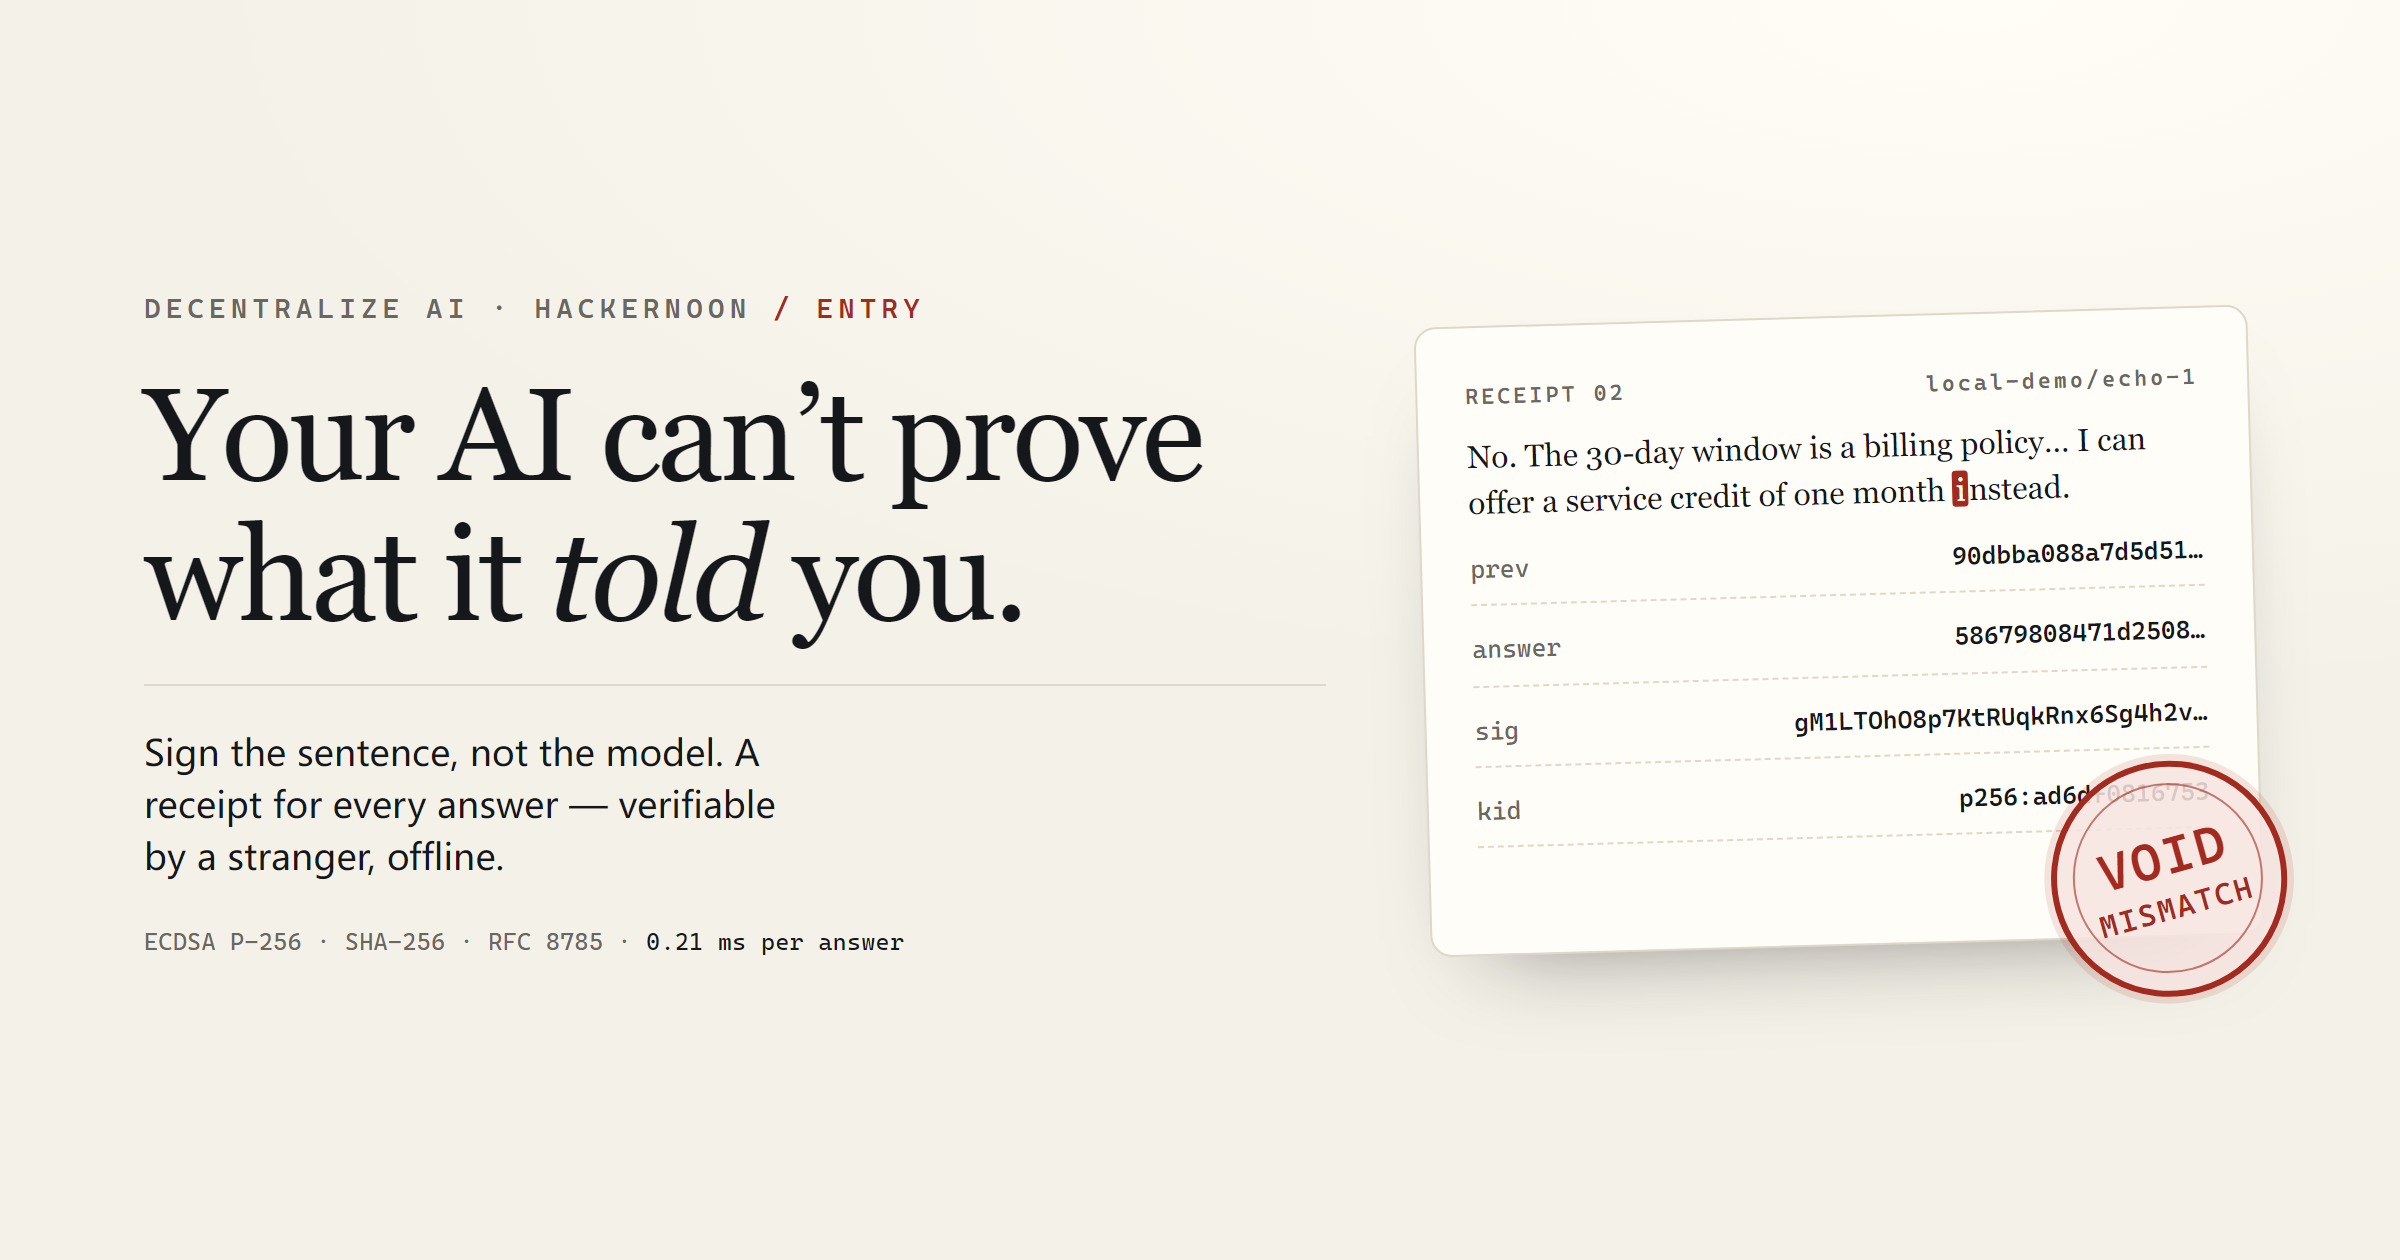 DECENTRALIZE AI · HACKERNOON / ENTRY
Your AI can’t prove
what it told you.
Sign the sentence, not the model. A
receipt for every answer — verifiable
by a stranger, offline.
ECDSA P-256 · SHA-256 · RFC 8785 · 0.21 ms per answer
RECEIPT 02 local-demo/echo-1
No. The 30-day window is a billing policy… I can
offer a service credit of one month instead.
prev 90dbba088a7d5d51…
answer 58679808471d2508…
sig gM1LTOhO8p7KtRUqkRnx6Sg4h2v…
kid
VOID
MISMATCH